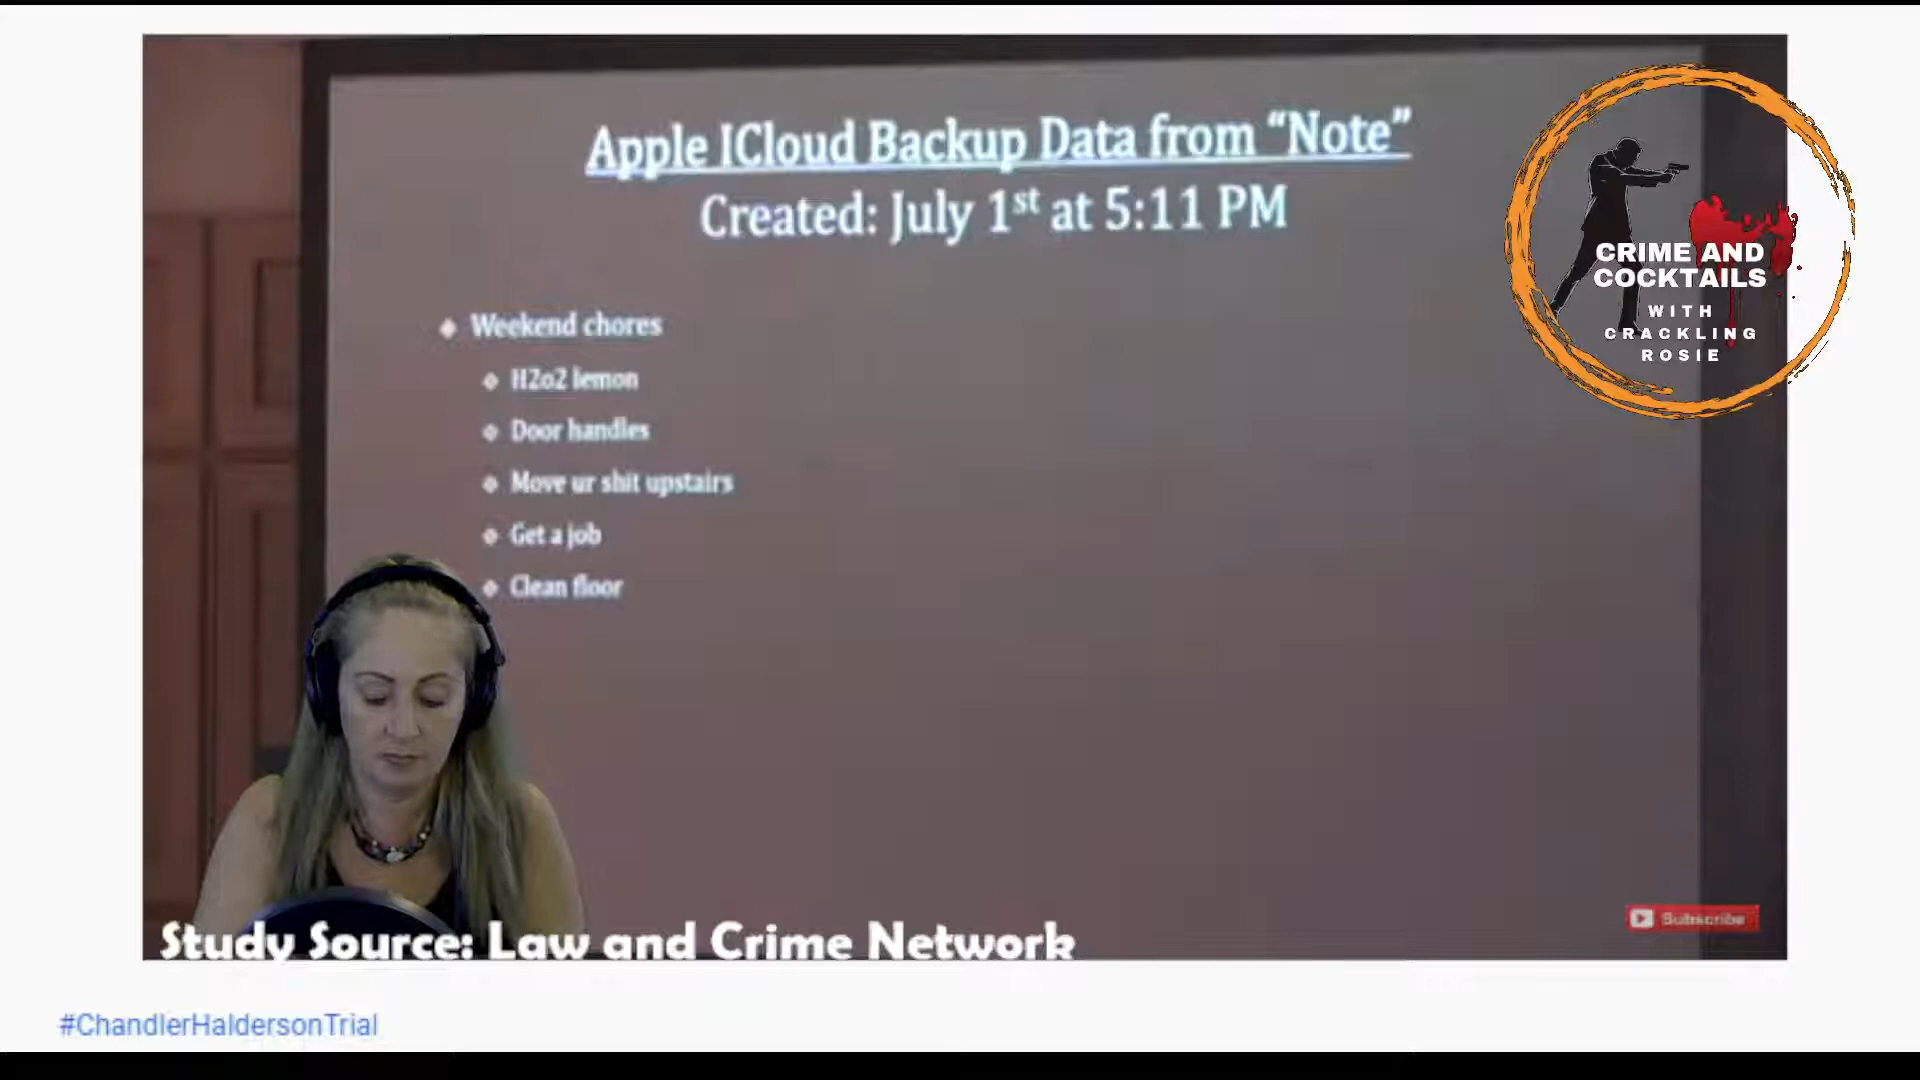 Apple ICloud Backup Data from “Note”
Created: July 1st at 5:11 PM
Weekend chores
H2o2 lemon
Door handles
Move ur shit upstairs
Get a job
Clean floor
CRIME AND
COCKTAILS
WITH
CRACKLING
ROSIE
Subscribe
Study Source: Law and Crime Network
#ChandlerHaldersonTrial